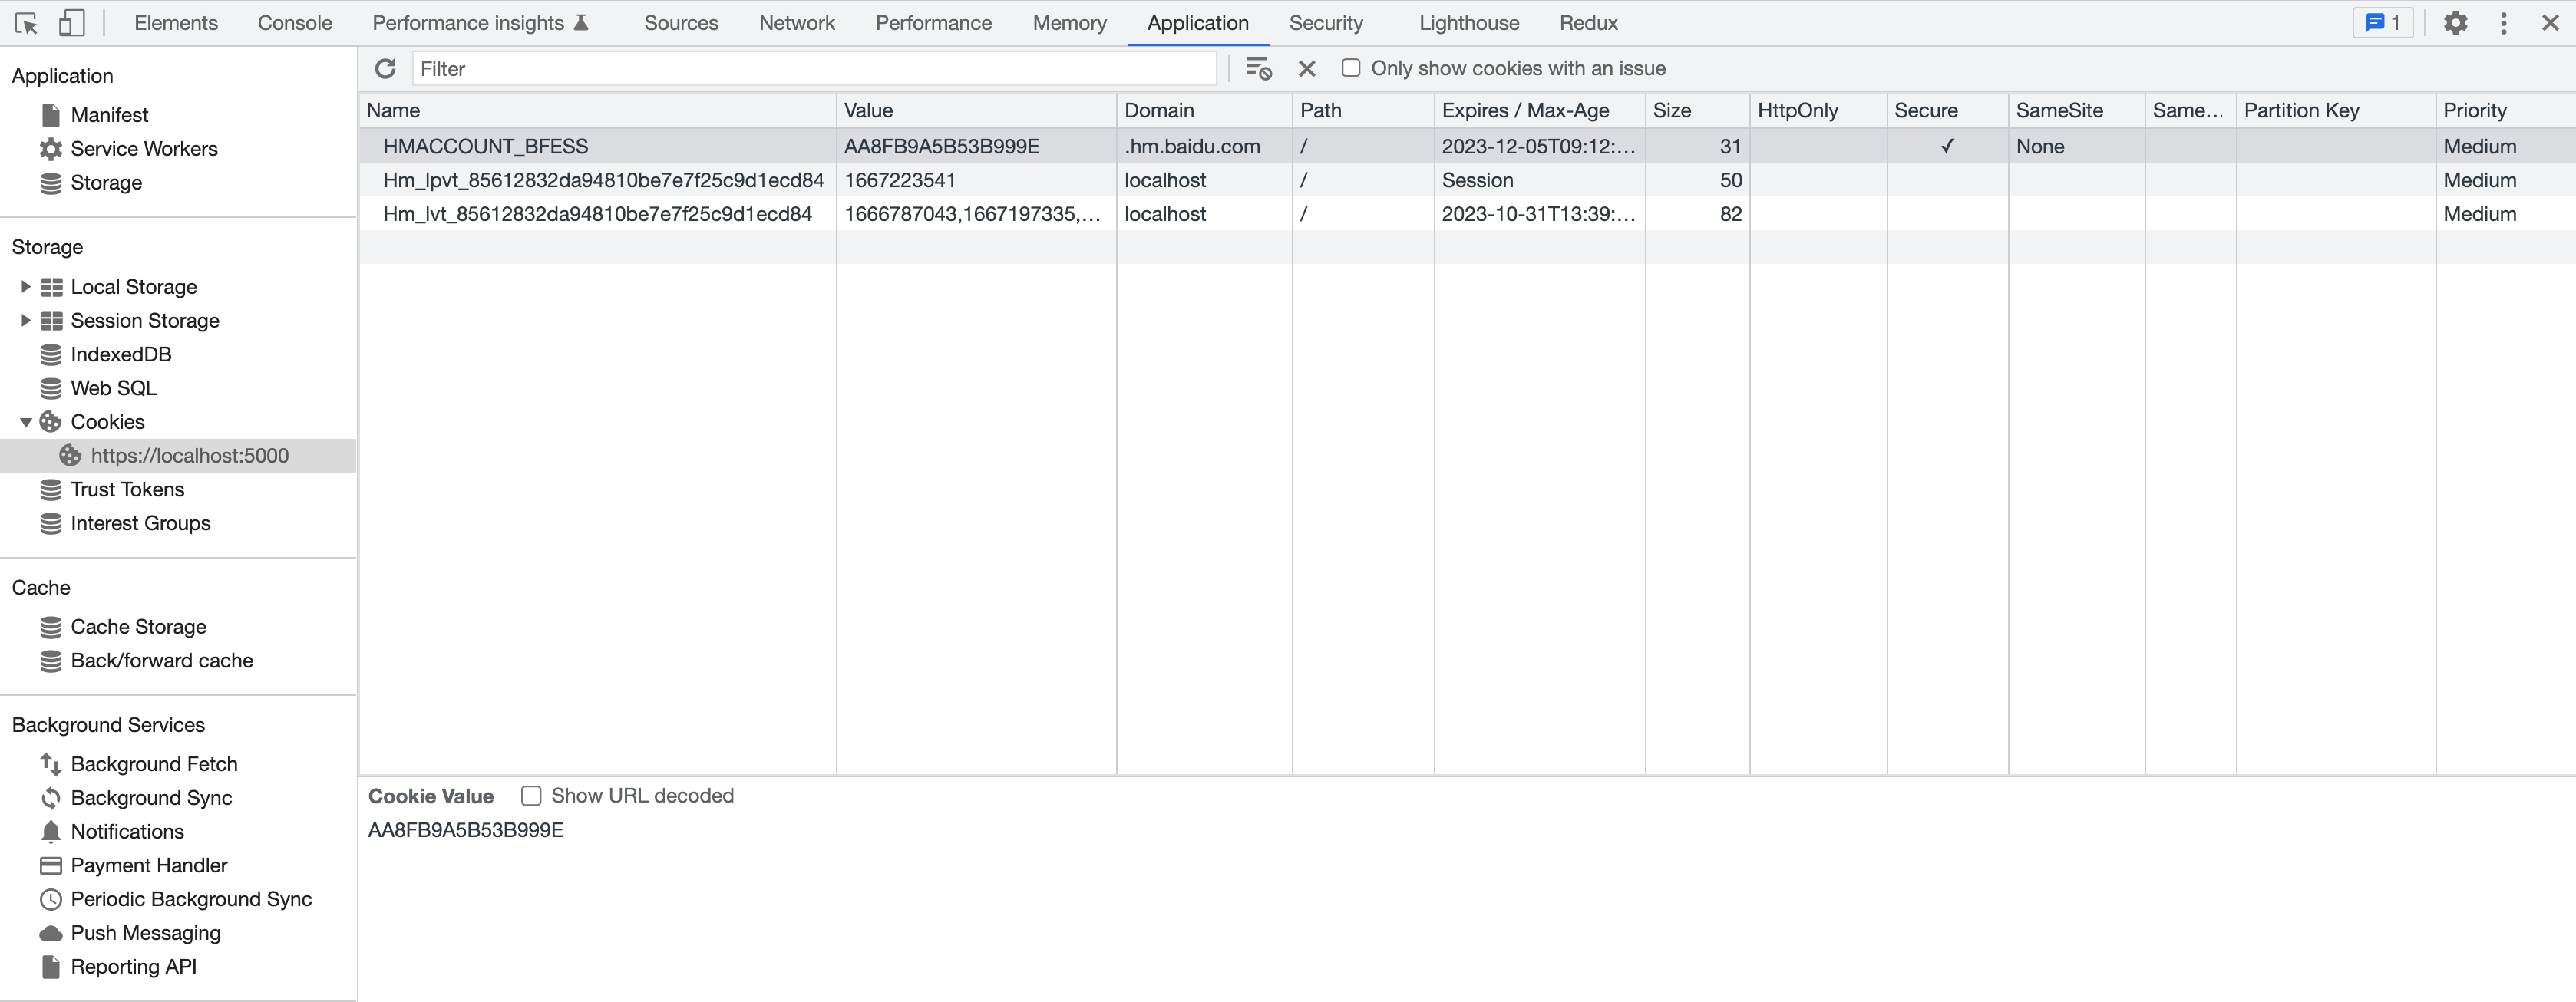 Elements Console Performance insights Sources Network Performance Memory Application Security Lighthouse Redux 1
Application
Manifest
Service Workers
Storage
Storage
Local Storage
Session Storage
IndexedDB
Web SQL
Cookies
https://localhost:5000
Trust Tokens
Interest Groups
Cache
Cache Storage
Back/forward cache
Background Services
Background Fetch
Background Sync
Notifications
Payment Handler
Periodic Background Sync
Push Messaging
Reporting API
Filter Only show cookies with an issue
Name Value Domain Path Expires / Max-Age Size HttpOnly Secure SameSite Same... Partition Key Priority
HMACCOUNT_BFESS AA8FB9A5B53B999E .hm.baidu.com / 2023-12-05T09:12:... 31 ✓ None Medium
Hm_lpvt_85612832da94810be7e7f25c9d1ecd84 1667223541 localhost / Session 50 Medium
Hm_lvt_85612832da94810be7e7f25c9d1ecd84 1666787043,1667197335,... localhost / 2023-10-31T13:39:... 82 Medium
Cookie Value Show URL decoded
AA8FB9A5B53B999E